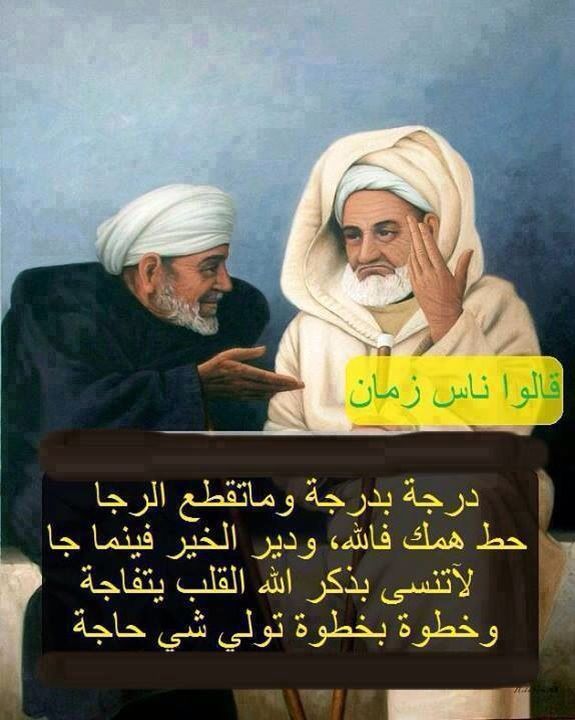 قالوا ناس زمان
درجة بدرجة وماتقطع الرجا
حط همك فالله، ودير الخير فينما جا
لآتنسى بذكر الله القلب يتفاجة
وخطوة بخطوة تولي شي حاجة